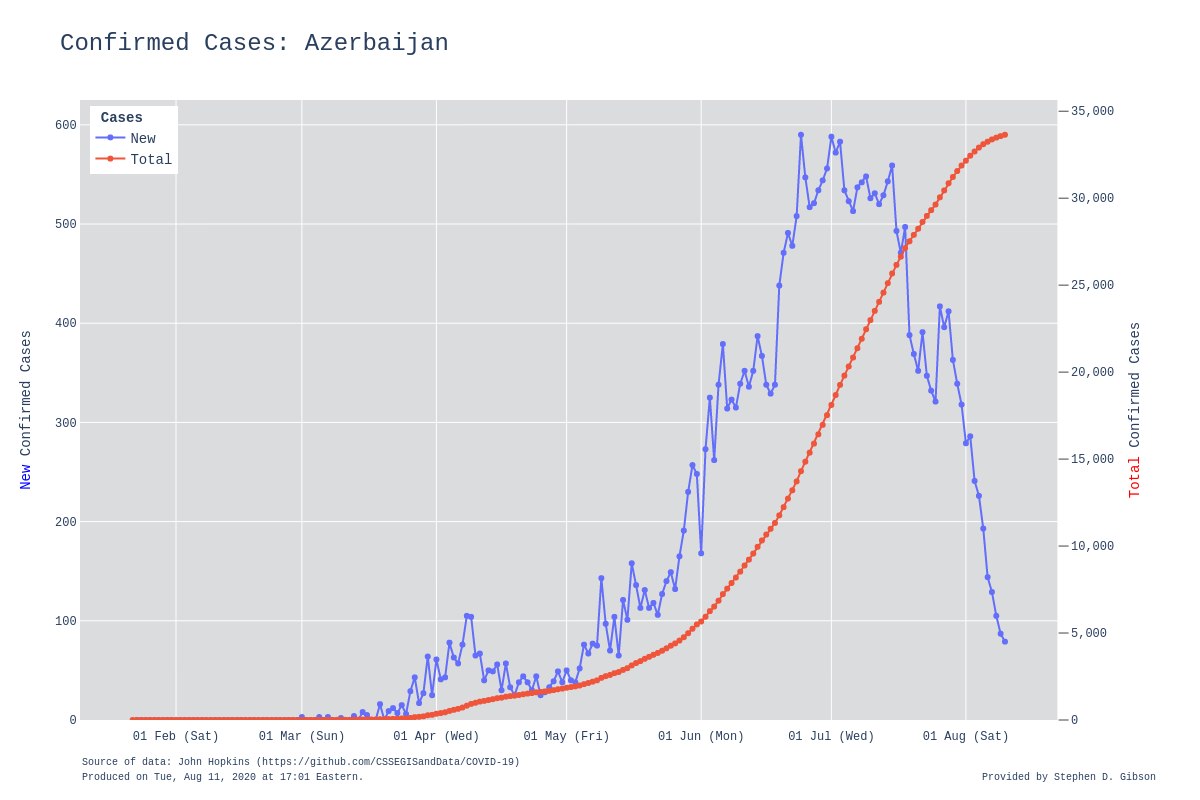 Confirmed Cases: Azerbaijan
Cases
New
Total
600
500
400
300
200
100
0
35,000
30,000
25,000
20,000
15,000
10,000
5,000
0
New Confirmed Cases
Total Confirmed Cases
01 Feb (Sat)
01 Mar (Sun)
01 Apr (Wed)
01 May (Fri)
01 Jun (Mon)
01 Jul (Wed)
01 Aug (Sat)
Source of data: John Hopkins (https://github.com/CSSEGISandData/COVID-19)
Produced on Tue, Aug 11, 2020 at 17:01 Eastern.
Provided by Stephen D. Gibson